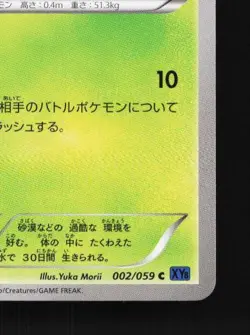 モン 高さ:0.4m 重さ:51.3kg
10
相手のバトルポケモンについて
ラッシュする。
砂漠などの 過酷な 環境を
好む。体の 中に たくわえた
水で 30日間 生きられる。
Illus.Yuka Morii 002/059 C XY8
o/Creatures/GAME FREAK.